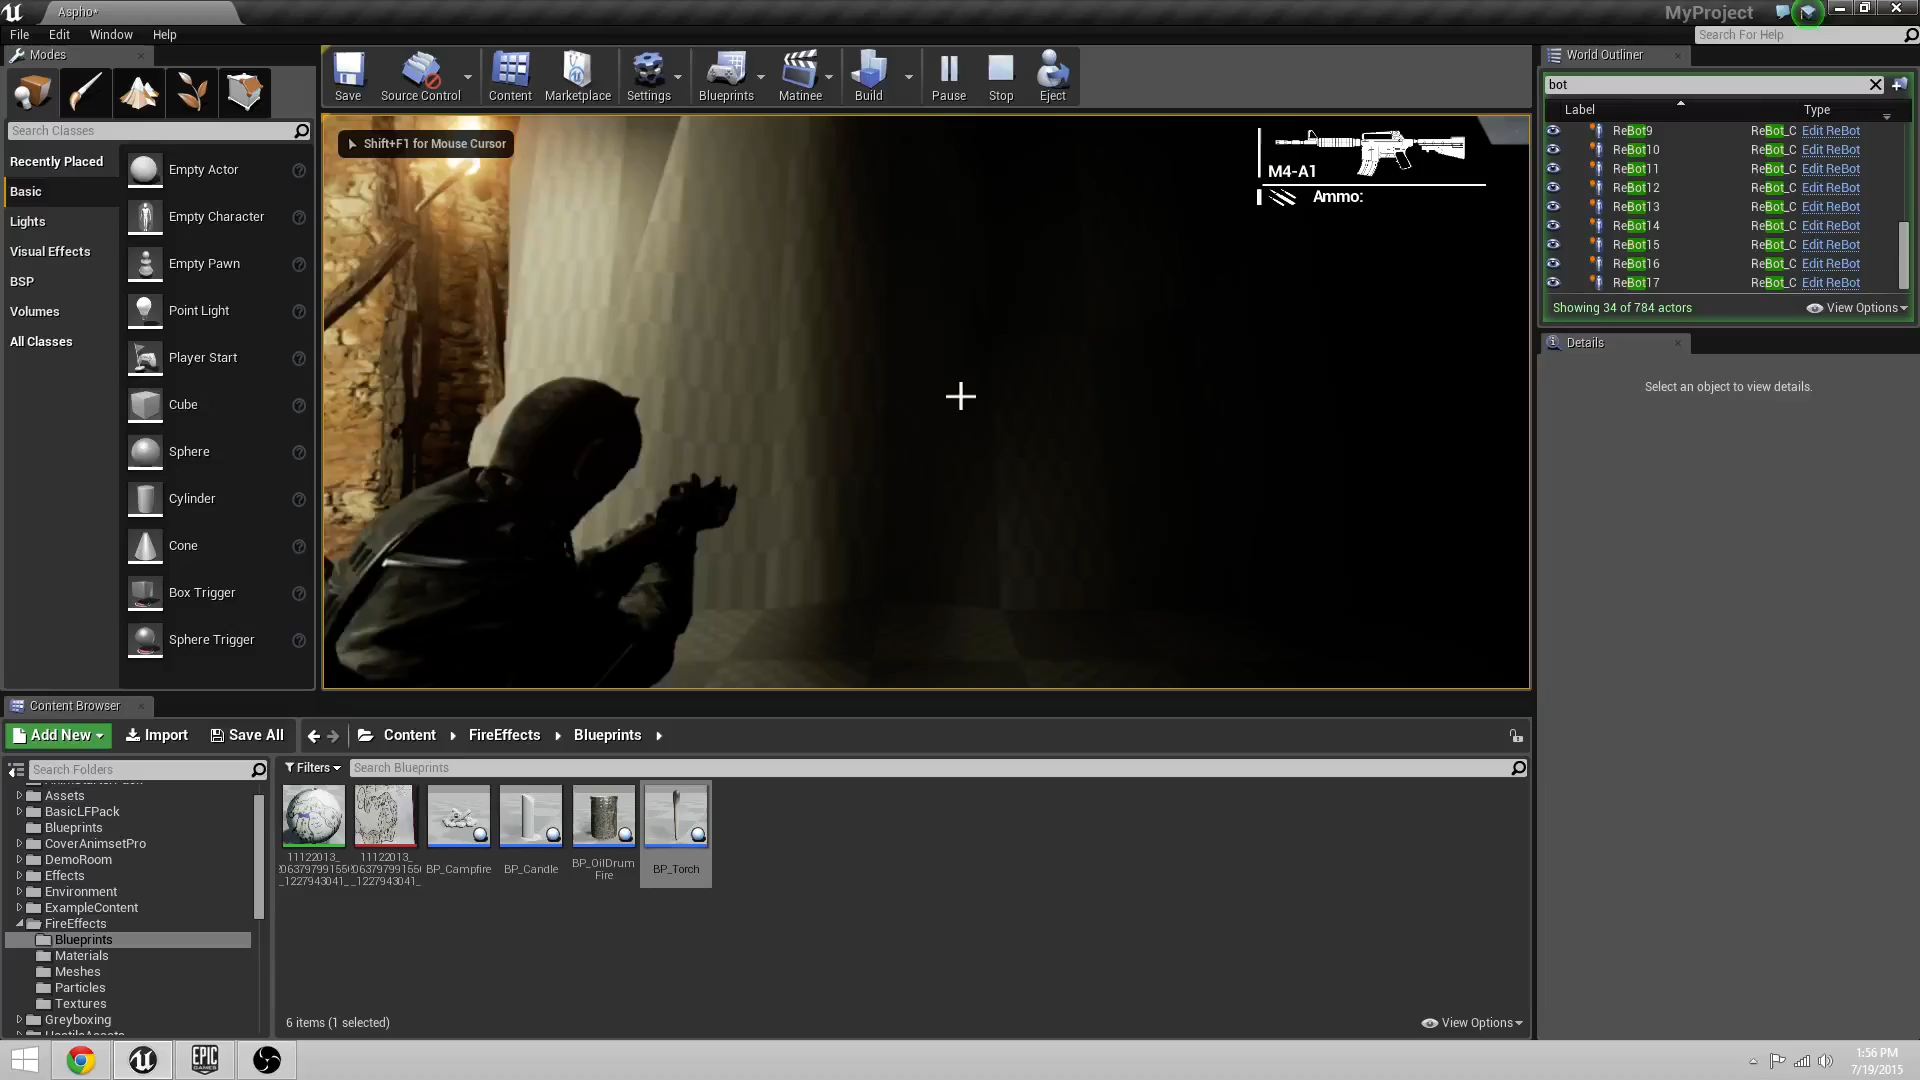 Aspho*
MyProject
File Edit Window Help
Search For Help
Modes
Save
Source Control
Content
Marketplace
Settings
Blueprints
Matinee
Build
Pause
Stop
Eject
World Outliner
bot
Label Type
ReBot9 ReBot_C Edit ReBot
ReBot10 ReBot_C Edit ReBot
ReBot11 ReBot_C Edit ReBot
ReBot12 ReBot_C Edit ReBot
ReBot13 ReBot_C Edit ReBot
ReBot14 ReBot_C Edit ReBot
ReBot15 ReBot_C Edit ReBot
ReBot16 ReBot_C Edit ReBot
ReBot17 ReBot_C Edit ReBot
Showing 34 of 784 actors
View Options
Details
Select an object to view details.
Search Classes
Recently Placed
Basic
Lights
Visual Effects
BSP
Volumes
All Classes
Empty Actor
Empty Character
Empty Pawn
Point Light
Player Start
Cube
Sphere
Cylinder
Cone
Box Trigger
Sphere Trigger
Shift+F1 for Mouse Cursor
M4-A1
Ammo:
Content Browser
Add New
Import
Save All
Content
FireEffects
Blueprints
Search Folders
Filters
Search Blueprints
Assets
BasicLFPack
Blueprints
CoverAnimsetPro
DemoRoom
Effects
Environment
ExampleContent
FireEffects
Blueprints
Materials
Meshes
Particles
Textures
Greyboxing
11122013_
_1227943041_
11122013_
_1227943041_
BP_Campfire
BP_Candle
BP_OilDrum
Fire
BP_Torch
6 items (1 selected)
View Options
EPIC
GAMES
1:56 PM
7/19/2015